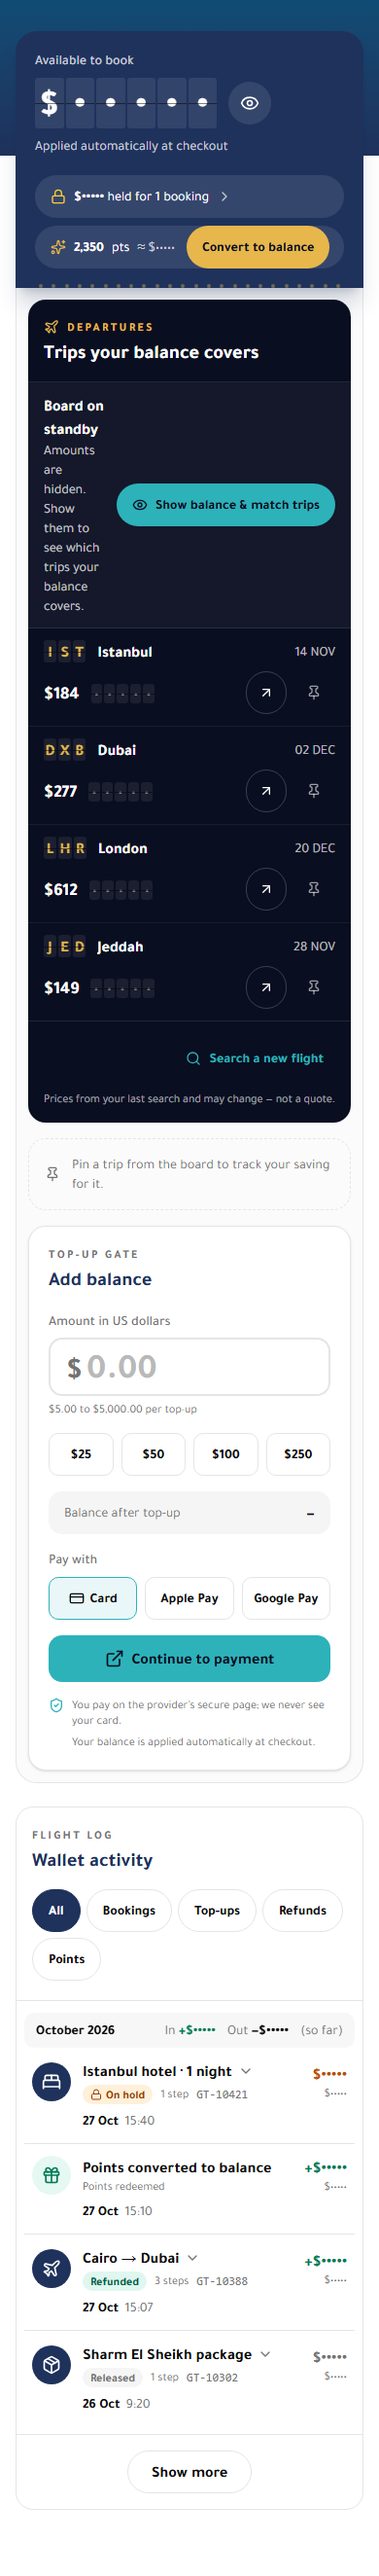 Available to book
$ • • • • •
Applied automatically at checkout
$••••• held for 1 booking
2,350 pts ≈ $•••••
Convert to balance
DEPARTURES
Trips your balance covers
Board on
standby
Amounts
are
hidden.
Show
them to
see which
trips your
balance
covers.
Show balance & match trips
IST Istanbul 14 NOV
$184 · · · · ·
DXB Dubai 02 DEC
$277 · · · · ·
LHR London 20 DEC
$612 · · · · ·
JED Jeddah 28 NOV
$149 · · · · ·
Search a new flight
Prices from your last search and may change — not a quote.
Pin a trip from the board to track your saving
for it.
TOP-UP GATE
Add balance
Amount in US dollars
$ 0.00
$5.00 to $5,000.00 per top-up
$25 $50 $100 $250
Balance after top-up –
Pay with
Card Apple Pay Google Pay
Continue to payment
You pay on the provider's secure page; we never see
your card.
Your balance is applied automatically at checkout.
FLIGHT LOG
Wallet activity
All Bookings Top-ups Refunds
Points
October 2026 In +$••••• Out –$••••• (so far)
Istanbul hotel · 1 night $•••••
On hold 1 step GT-10421 $•••••
27 Oct 15:40
Points converted to balance +$•••••
Points redeemed $•••••
27 Oct 15:10
Cairo → Dubai +$•••••
Refunded 3 steps GT-10388 $•••••
27 Oct 15:07
Sharm El Sheikh package $•••••
Released 1 step GT-10302 $•••••
26 Oct 9:20
Show more